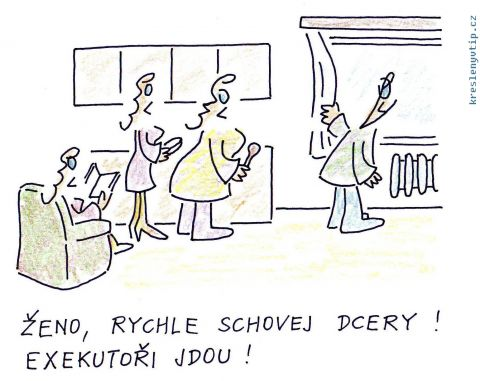 kreslenyvtip.cz
ŽENO, RYCHLE SCHOVEJ DCERY !
EXEKUTOŘI JDOU !